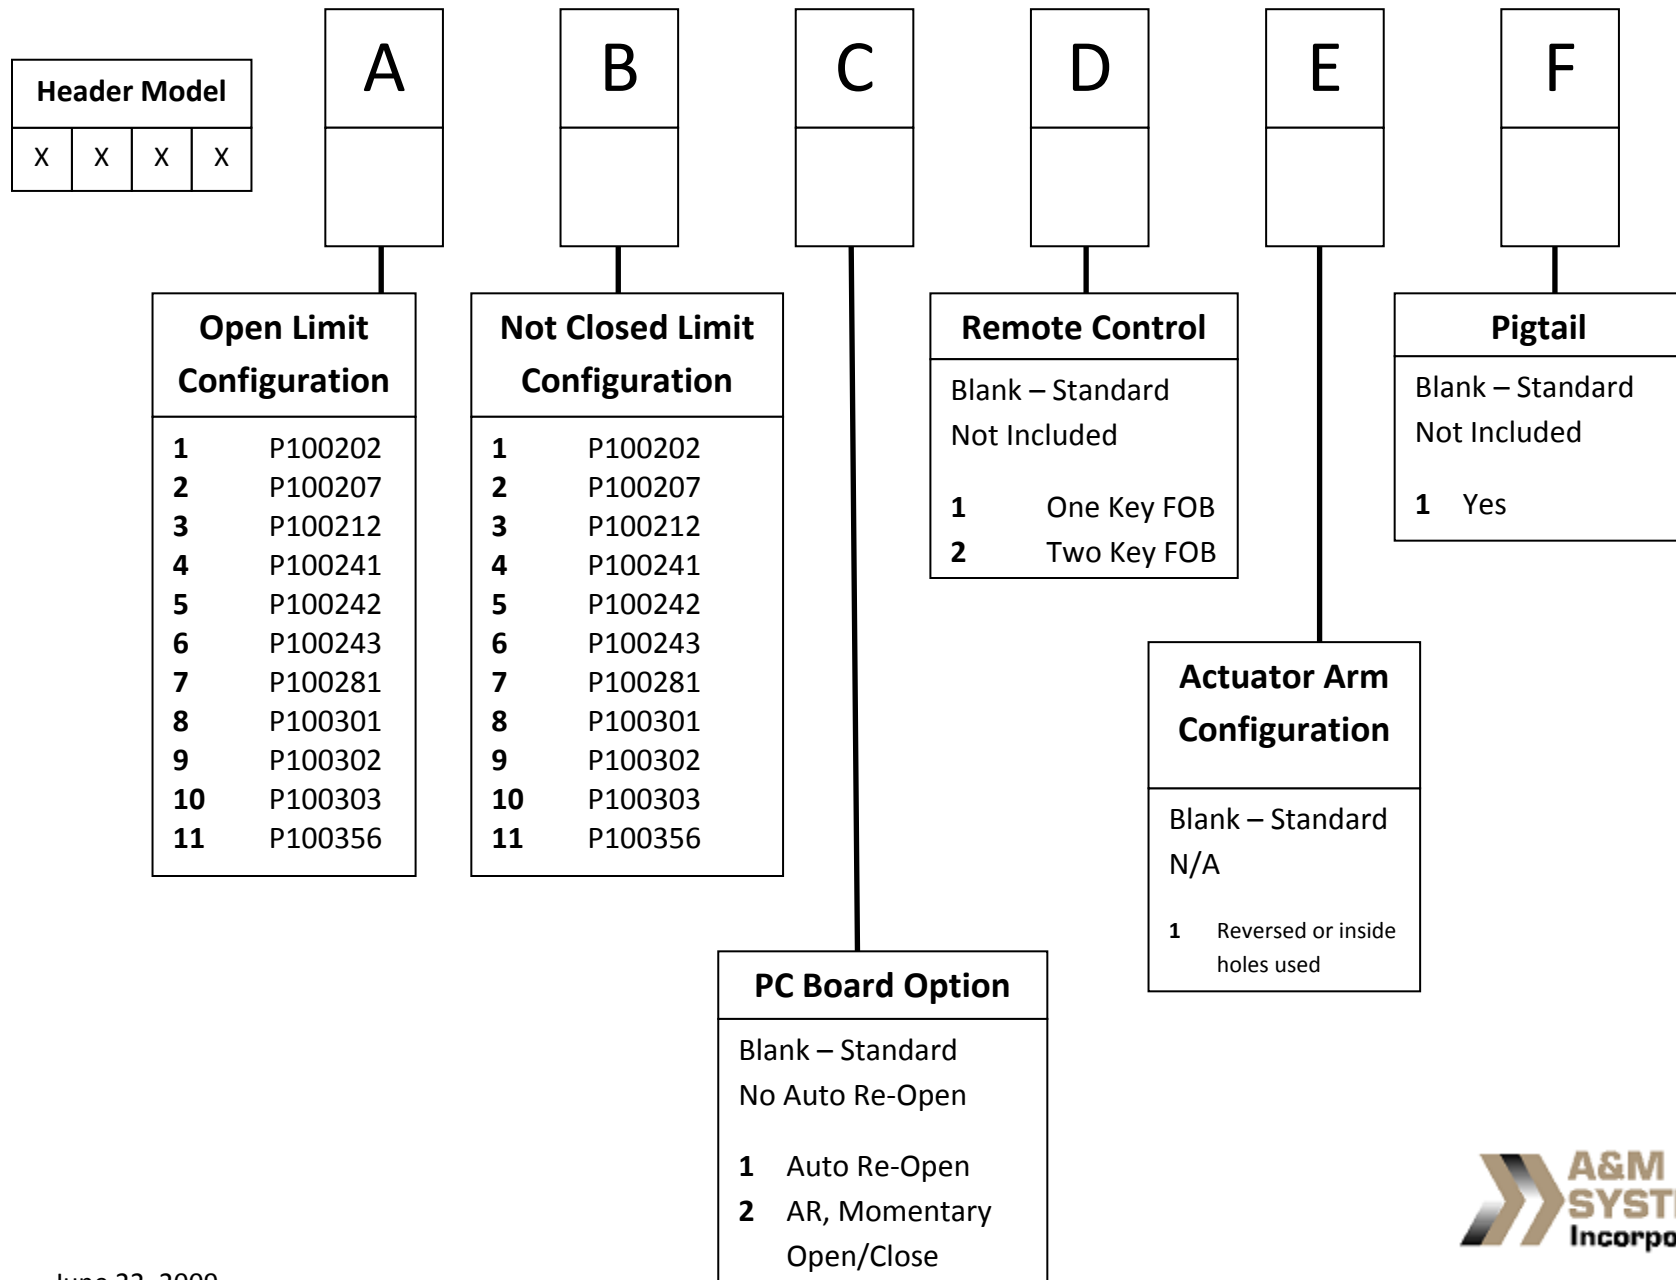 A
B
C
D
E
F
Header Model
X X X X
Open Limit
Configuration
1 P100202
2 P100207
3 P100212
4 P100241
5 P100242
6 P100243
7 P100281
8 P100301
9 P100302
10 P100303
11 P100356
Not Closed Limit
Configuration
1 P100202
2 P100207
3 P100212
4 P100241
5 P100242
6 P100243
7 P100281
8 P100301
9 P100302
10 P100303
11 P100356
Remote Control
Blank – Standard
Not Included
1 One Key FOB
2 Two Key FOB
Pigtail
Blank – Standard
Not Included
1 Yes
Actuator Arm
Configuration
Blank – Standard
N/A
1 Reversed or inside
holes used
PC Board Option
Blank – Standard
No Auto Re-Open
1 Auto Re-Open
2 AR, Momentary
Open/Close
A&M
SYST
Incorpo